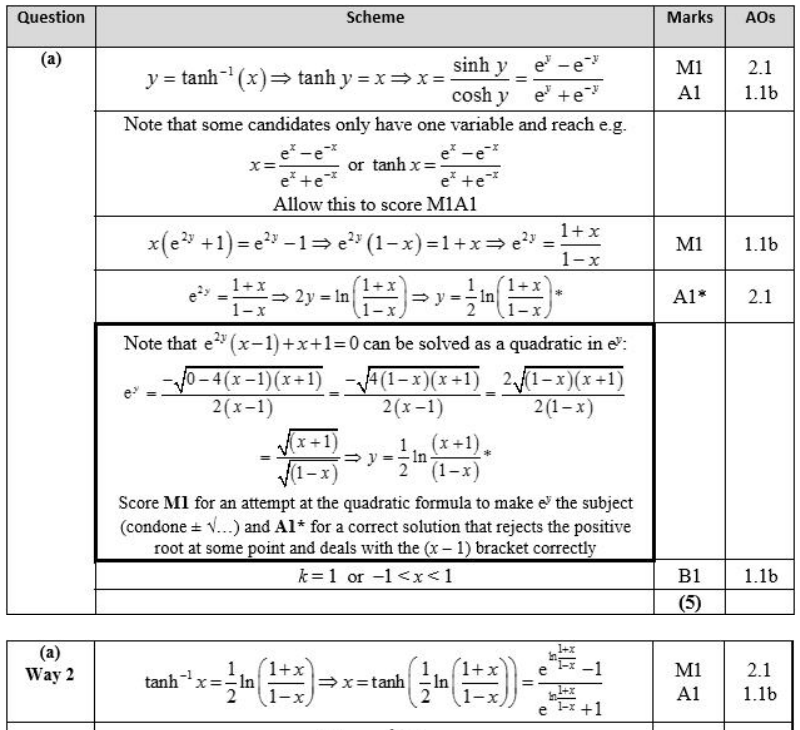 Question Scheme Marks AOs
(a) y = tanh⁻¹(x) ⇒ tanh y = x ⇒ x = sinh y / cosh y = (e^y − e^−y) / (e^y + e^−y) M1 A1 2.1 1.1b
Note that some candidates only have one variable and reach e.g.
x = (e^x − e^−x) / (e^x + e^−x) or tanh x = (e^x − e^−x) / (e^x + e^−x)
Allow this to score M1A1
x(e^2y + 1) = e^2y − 1 ⇒ e^2y (1 − x) = 1 + x ⇒ e^2y = (1 + x) / (1 − x) M1 1.1b
e^2y = (1 + x) / (1 − x) ⇒ 2y = ln((1 + x) / (1 − x)) ⇒ y = 1/2 ln((1 + x) / (1 − x)) * A1* 2.1
Note that e^2y (x − 1) + x + 1 = 0 can be solved as a quadratic in e^y:
e^y = −√(0 − 4(x − 1)(x + 1)) / 2(x − 1) = −√(4(1 − x)(x + 1)) / 2(x − 1) = 2√((1 − x)(x + 1)) / 2(1 − x)
= √(x + 1) / √(1 − x) ⇒ y = 1/2 ln (x + 1) / (1 − x) *
Score M1 for an attempt at the quadratic formula to make e^y the subject
(condone ± √…) and A1* for a correct solution that rejects the positive
root at some point and deals with the (x – 1) bracket correctly
k = 1 or −1 < x < 1 B1 1.1b
(5)
(a) Way 2 tanh⁻¹ x = 1/2 ln((1 + x) / (1 − x)) ⇒ x = tanh(1/2 ln((1 + x) / (1 − x))) = (e^(ln (1+x)/(1−x)) − 1) / (e^(ln (1+x)/(1−x)) + 1) M1 A1 2.1 1.1b